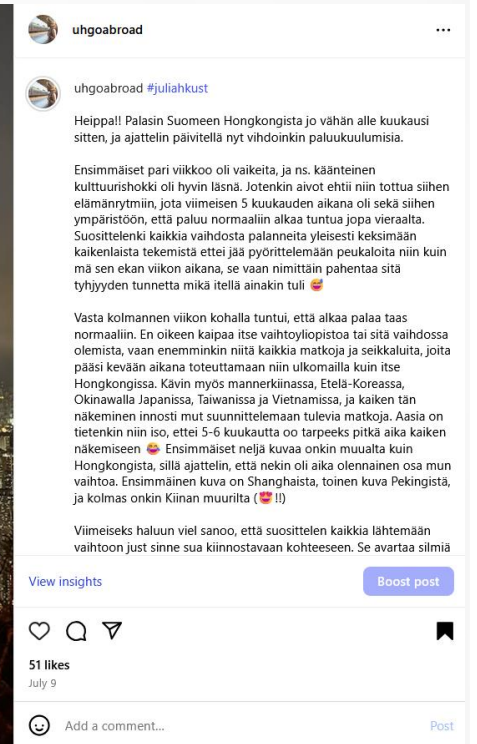 uhgoabroad
uhgoabroad #juliahkust
Heippa!! Palasin Suomeen Hongkongista jo vähän alle kuukausi
sitten, ja ajattelin päivitellä nyt vihdoinkin paluukuulumisia.
Ensimmäiset pari viikkoo oli vaikeita, ja ns. käänteinen
kulttuurishokki oli hyvin läsnä. Jotenkin aivot ehtii niin tottua siihen
elämänrytmiin, jota viimeisen 5 kuukauden aikana oli sekä siihen
ympäristöön, että paluu normaaliin alkaa tuntua jopa vieraalta.
Suosittelenki kaikkia vaihdosta palanneita yleisesti keksimään
kaikenlaista tekemistä ettei jää pyörittelemään peukaloita niin kuin
mä sen ekan viikon aikana, se vaan nimittäin pahentaa sitä
tyhjyyden tunnetta mikä itellä ainakin tuli 😅
Vasta kolmannen viikon kohalla tuntui, että alkaa palaa taas
normaaliin. En oikeen kaipaa itse vaihtoyliopistoa tai sitä vaihdossa
olemista, vaan enemminkin niitä kaikkia matkoja ja seikkaluita, joita
pääsi kevään aikana toteuttamaan niin ulkomailla kuin itse
Hongkongissa. Kävin myös mannerkiinassa, Etelä-Koreassa,
Okinawalla Japanissa, Taiwanissa ja Vietnamissa, ja kaiken tän
näkeminen innosti mut suunnittelemaan tulevia matkoja. Aasia on
tietenkin niin iso, ettei 5-6 kuukautta oo tarpeeks pitkä aika kaiken
näkemiseen 😂 Ensimmäiset neljä kuvaa onkin muualta kuin
Hongkongista, sillä ajattelin, että nekin oli aika olennainen osa mun
vaihtoa. Ensimmäinen kuva on Shanghaista, toinen kuva Pekingistä,
ja kolmas onkin Kiinan muurilta (😍!!)
Viimeiseks haluun viel sanoo, että suosittelen kaikkia lähtemään
vaihtoon just sinne sua kiinnostavaan kohteeseen. Se avartaa silmiä
View insights
Boost post
51 likes
July 9
Add a comment...
Post